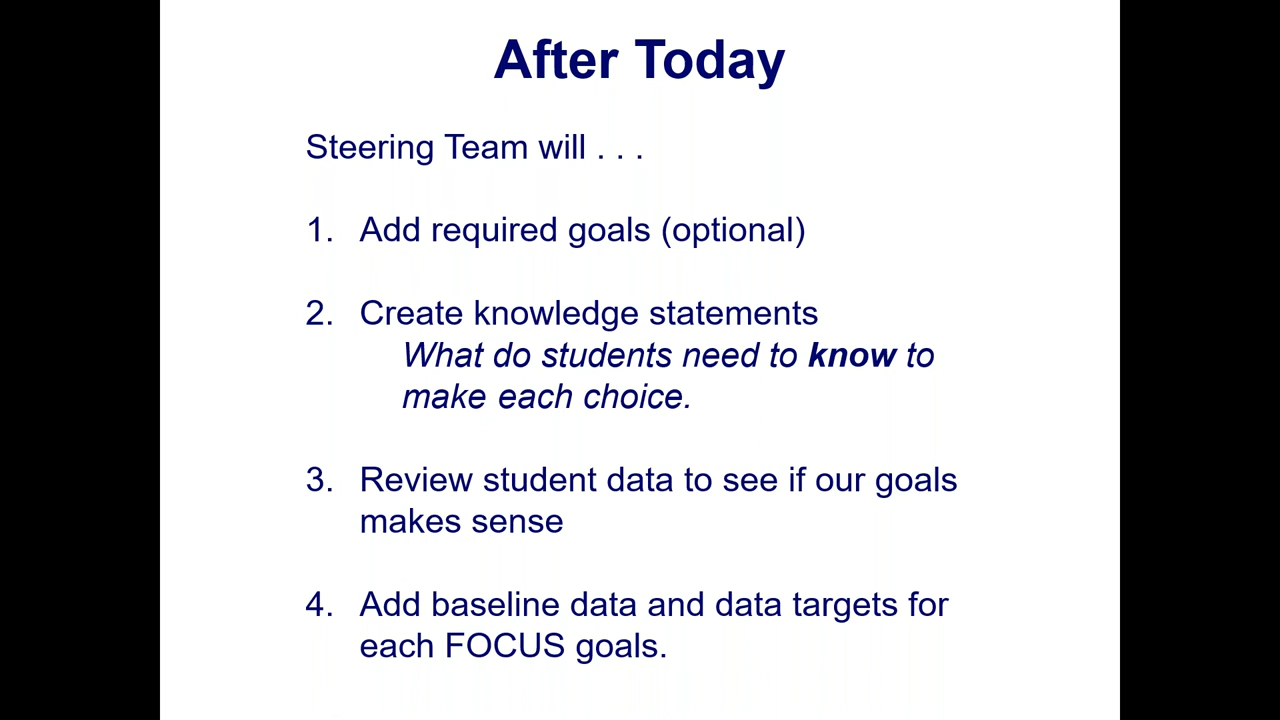 After Today
Steering Team will . . .
1. Add required goals (optional)
2. Create knowledge statements
What do students need to know to
make each choice.
3. Review student data to see if our goals
makes sense
4. Add baseline data and data targets for
each FOCUS goals.